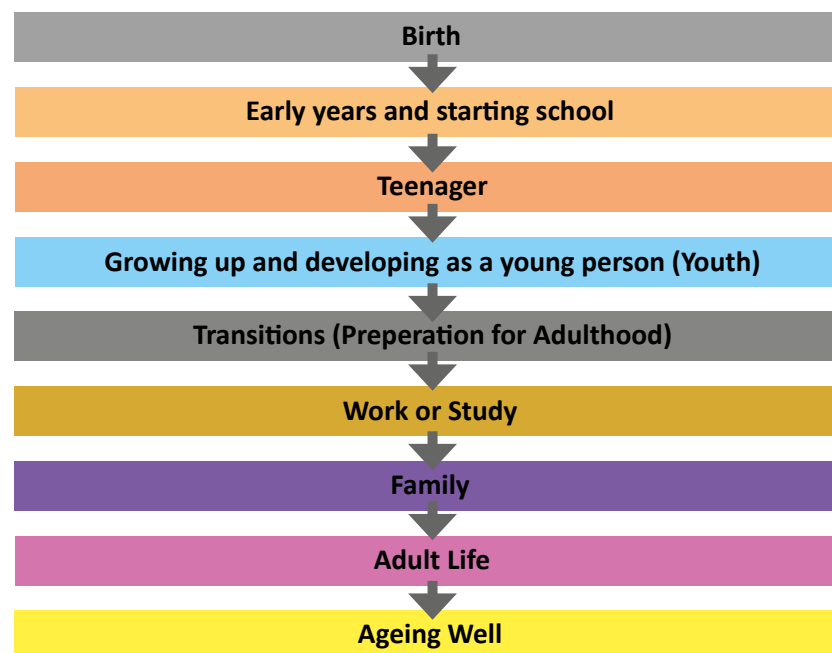 Birth
Early years and starting school
Teenager
Growing up and developing as a young person (Youth)
Transitions (Preperation for Adulthood)
Work or Study
Family
Adult Life
Ageing Well